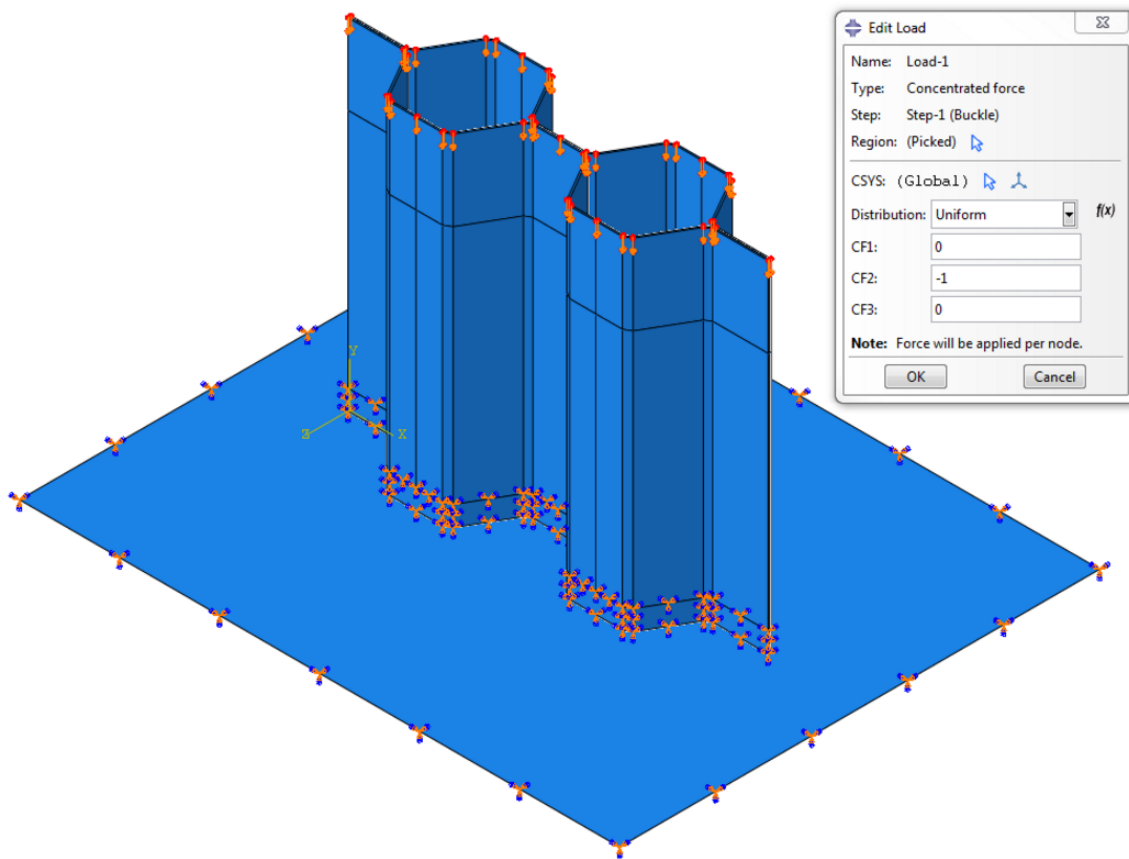 Edit Load
Name: Load-1
Type: Concentrated force
Step: Step-1 (Buckle)
Region: (Picked)
CSYS: (Global)
Distribution: Uniform f(x)
CF1: 0
CF2: -1
CF3: 0
Note: Force will be applied per node.
OK Cancel
Y
Z X